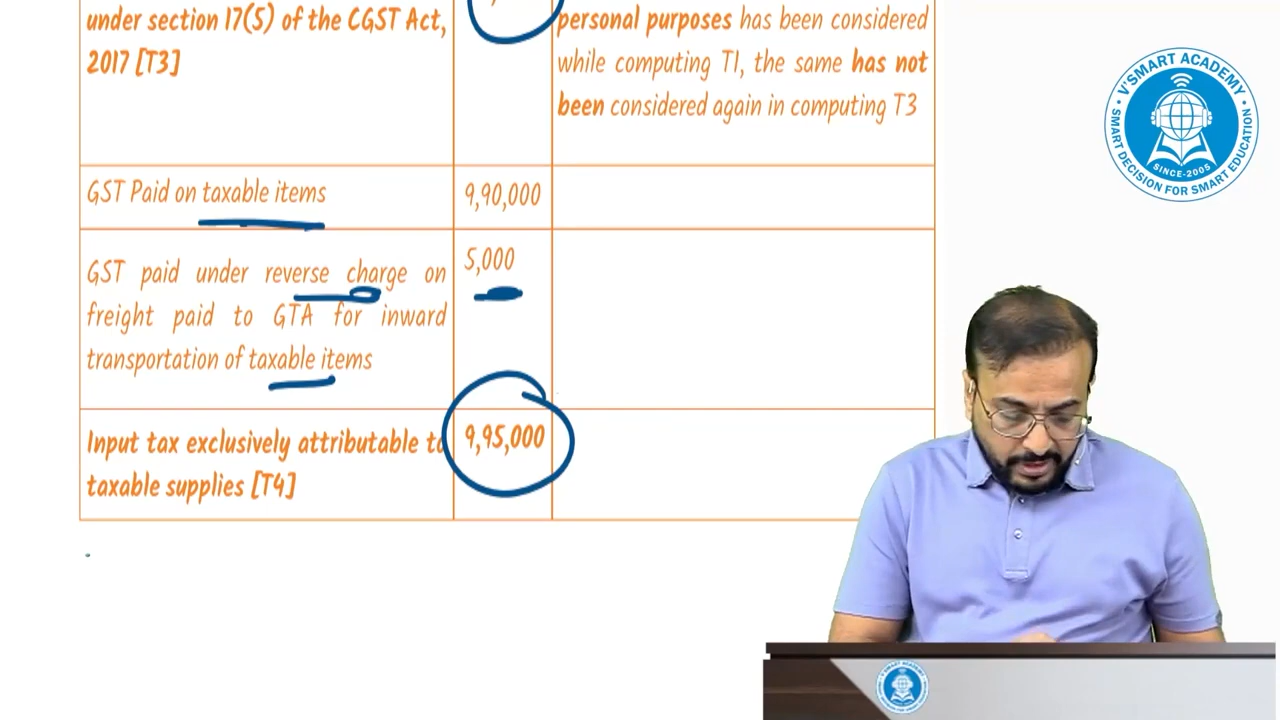 under section 17(5) of the CGST Act,
2017 [T3]
personal purposes has been considered
while computing T1, the same has not
been considered again in computing T3
GST Paid on taxable items
9,90,000
GST paid under reverse charge on
freight paid to GTA for inward
transportation of taxable items
5,000
Input tax exclusively attributable to
taxable supplies [T4]
9,95,000
V'SMART ACADEMY
SINCE-2005
SMART DECISION FOR SMART EDUCATION